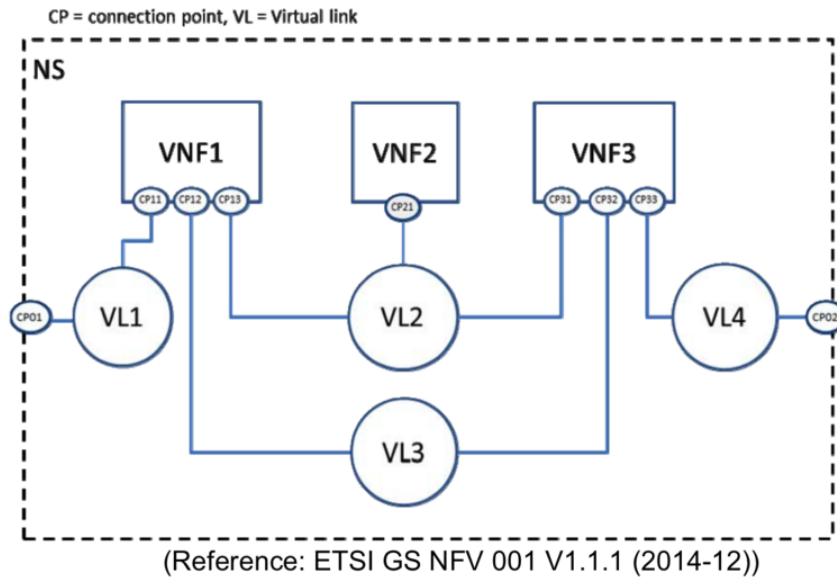 CP = connection point, VL = Virtual link
NS
VNF1 VNF2 VNF3
CP11 CP12 CP13 CP21 CP31 CP32 CP33
CP01 VL1 VL2 VL4 CP02
VL3
(Reference: ETSI GS NFV 001 V1.1.1 (2014-12))